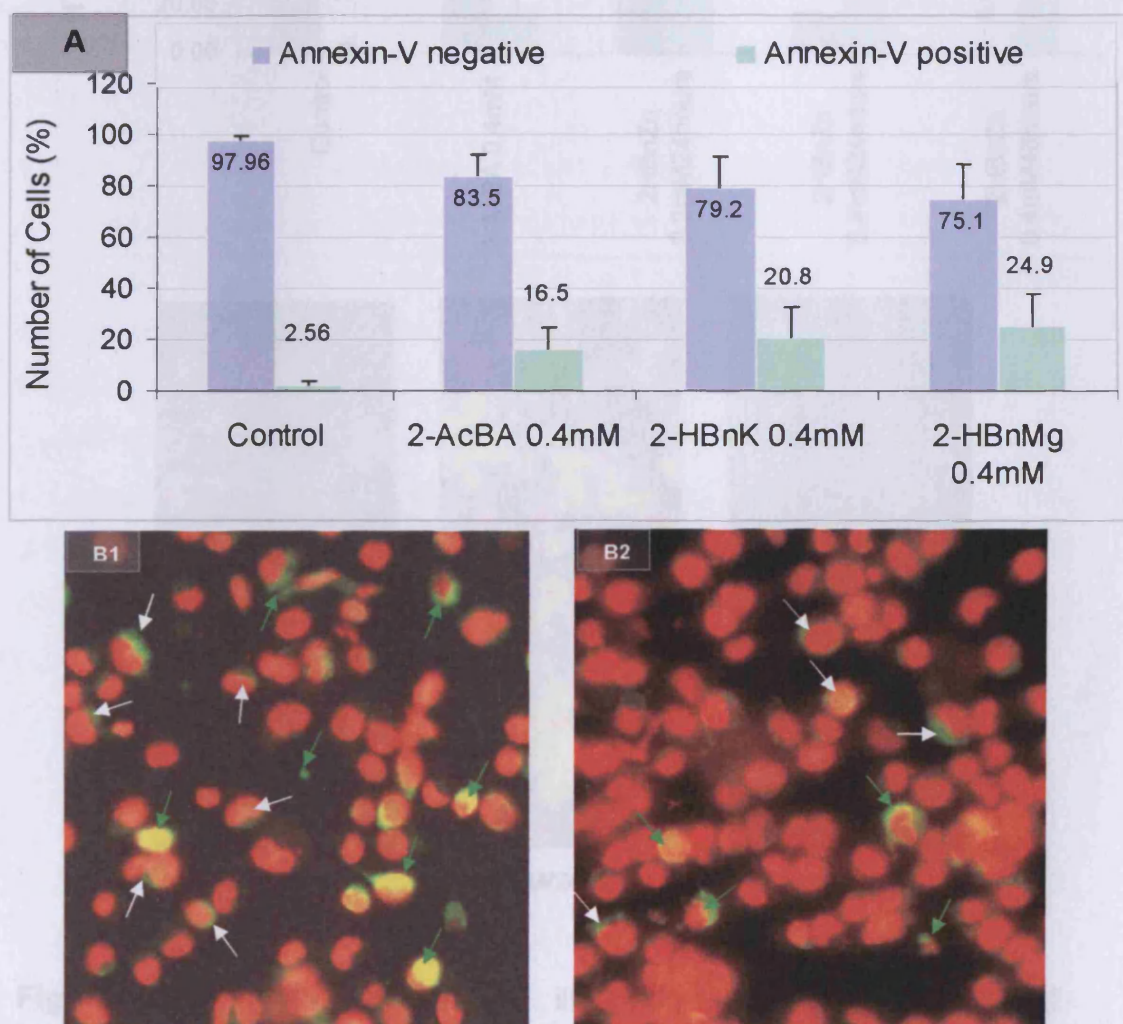 A
Annexin-V negative
Annexin-V positive
Number of Cells (%)
120
100
80
60
40
20
0
97.96
2.56
83.5
16.5
79.2
20.8
75.1
24.9
Control
2-AcBA 0.4mM
2-HBnK 0.4mM
2-HBnMg
0.4mM
B1
B2